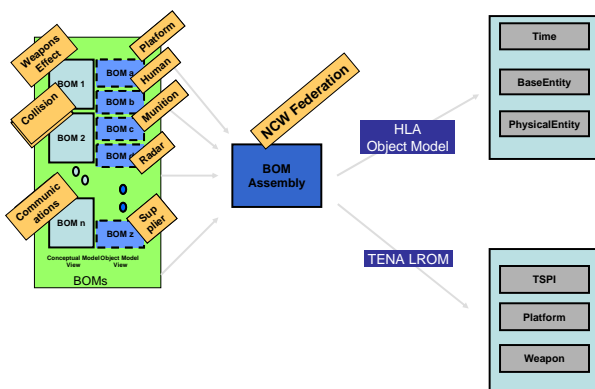 Weapons
Effect
Platform
BOM 1
BOM a
Human
BOM b
Collision
Munition
BOM 2
BOM c
Radar
Communic
ations
BOM n
Sup
plier
BOM z
Conceptual Model
View
Object Model
View
BOMs
NCW Federation
BOM
Assembly
HLA
Object Model
TENA LROM
Time
BaseEntity
PhysicalEntity
TSPI
Platform
Weapon